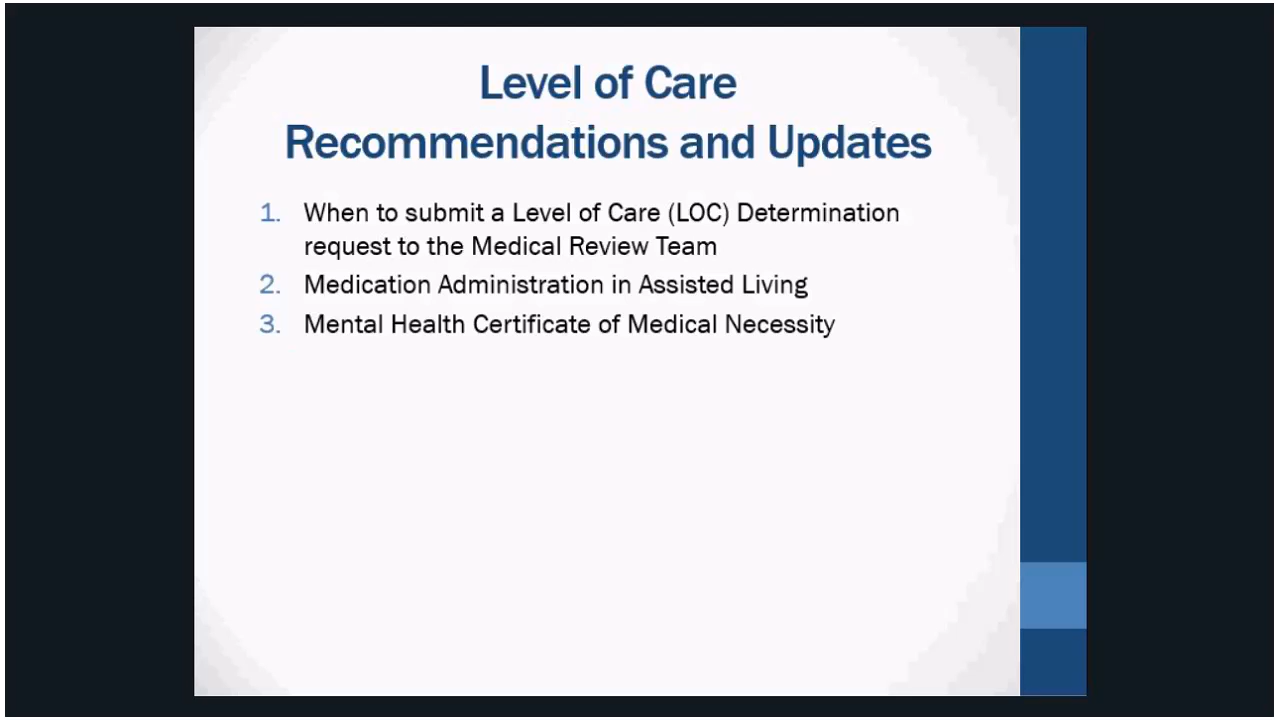 Level of Care
Recommendations and Updates
1. When to submit a Level of Care (LOC) Determination
request to the Medical Review Team
2. Medication Administration in Assisted Living
3. Mental Health Certificate of Medical Necessity